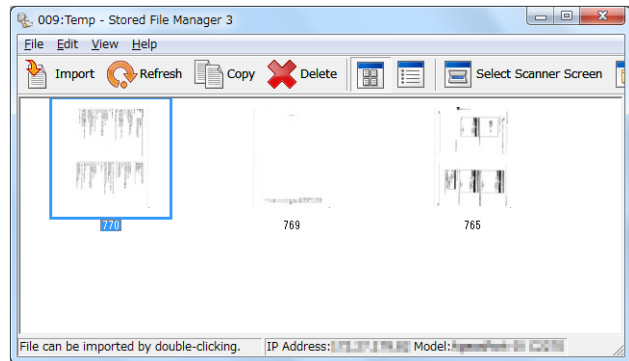 009:Temp - Stored File Manager 3
File Edit View Help
Import Refresh Copy Delete Select Scanner Screen
770 769 765
File can be imported by double-clicking. IP Address: Model: